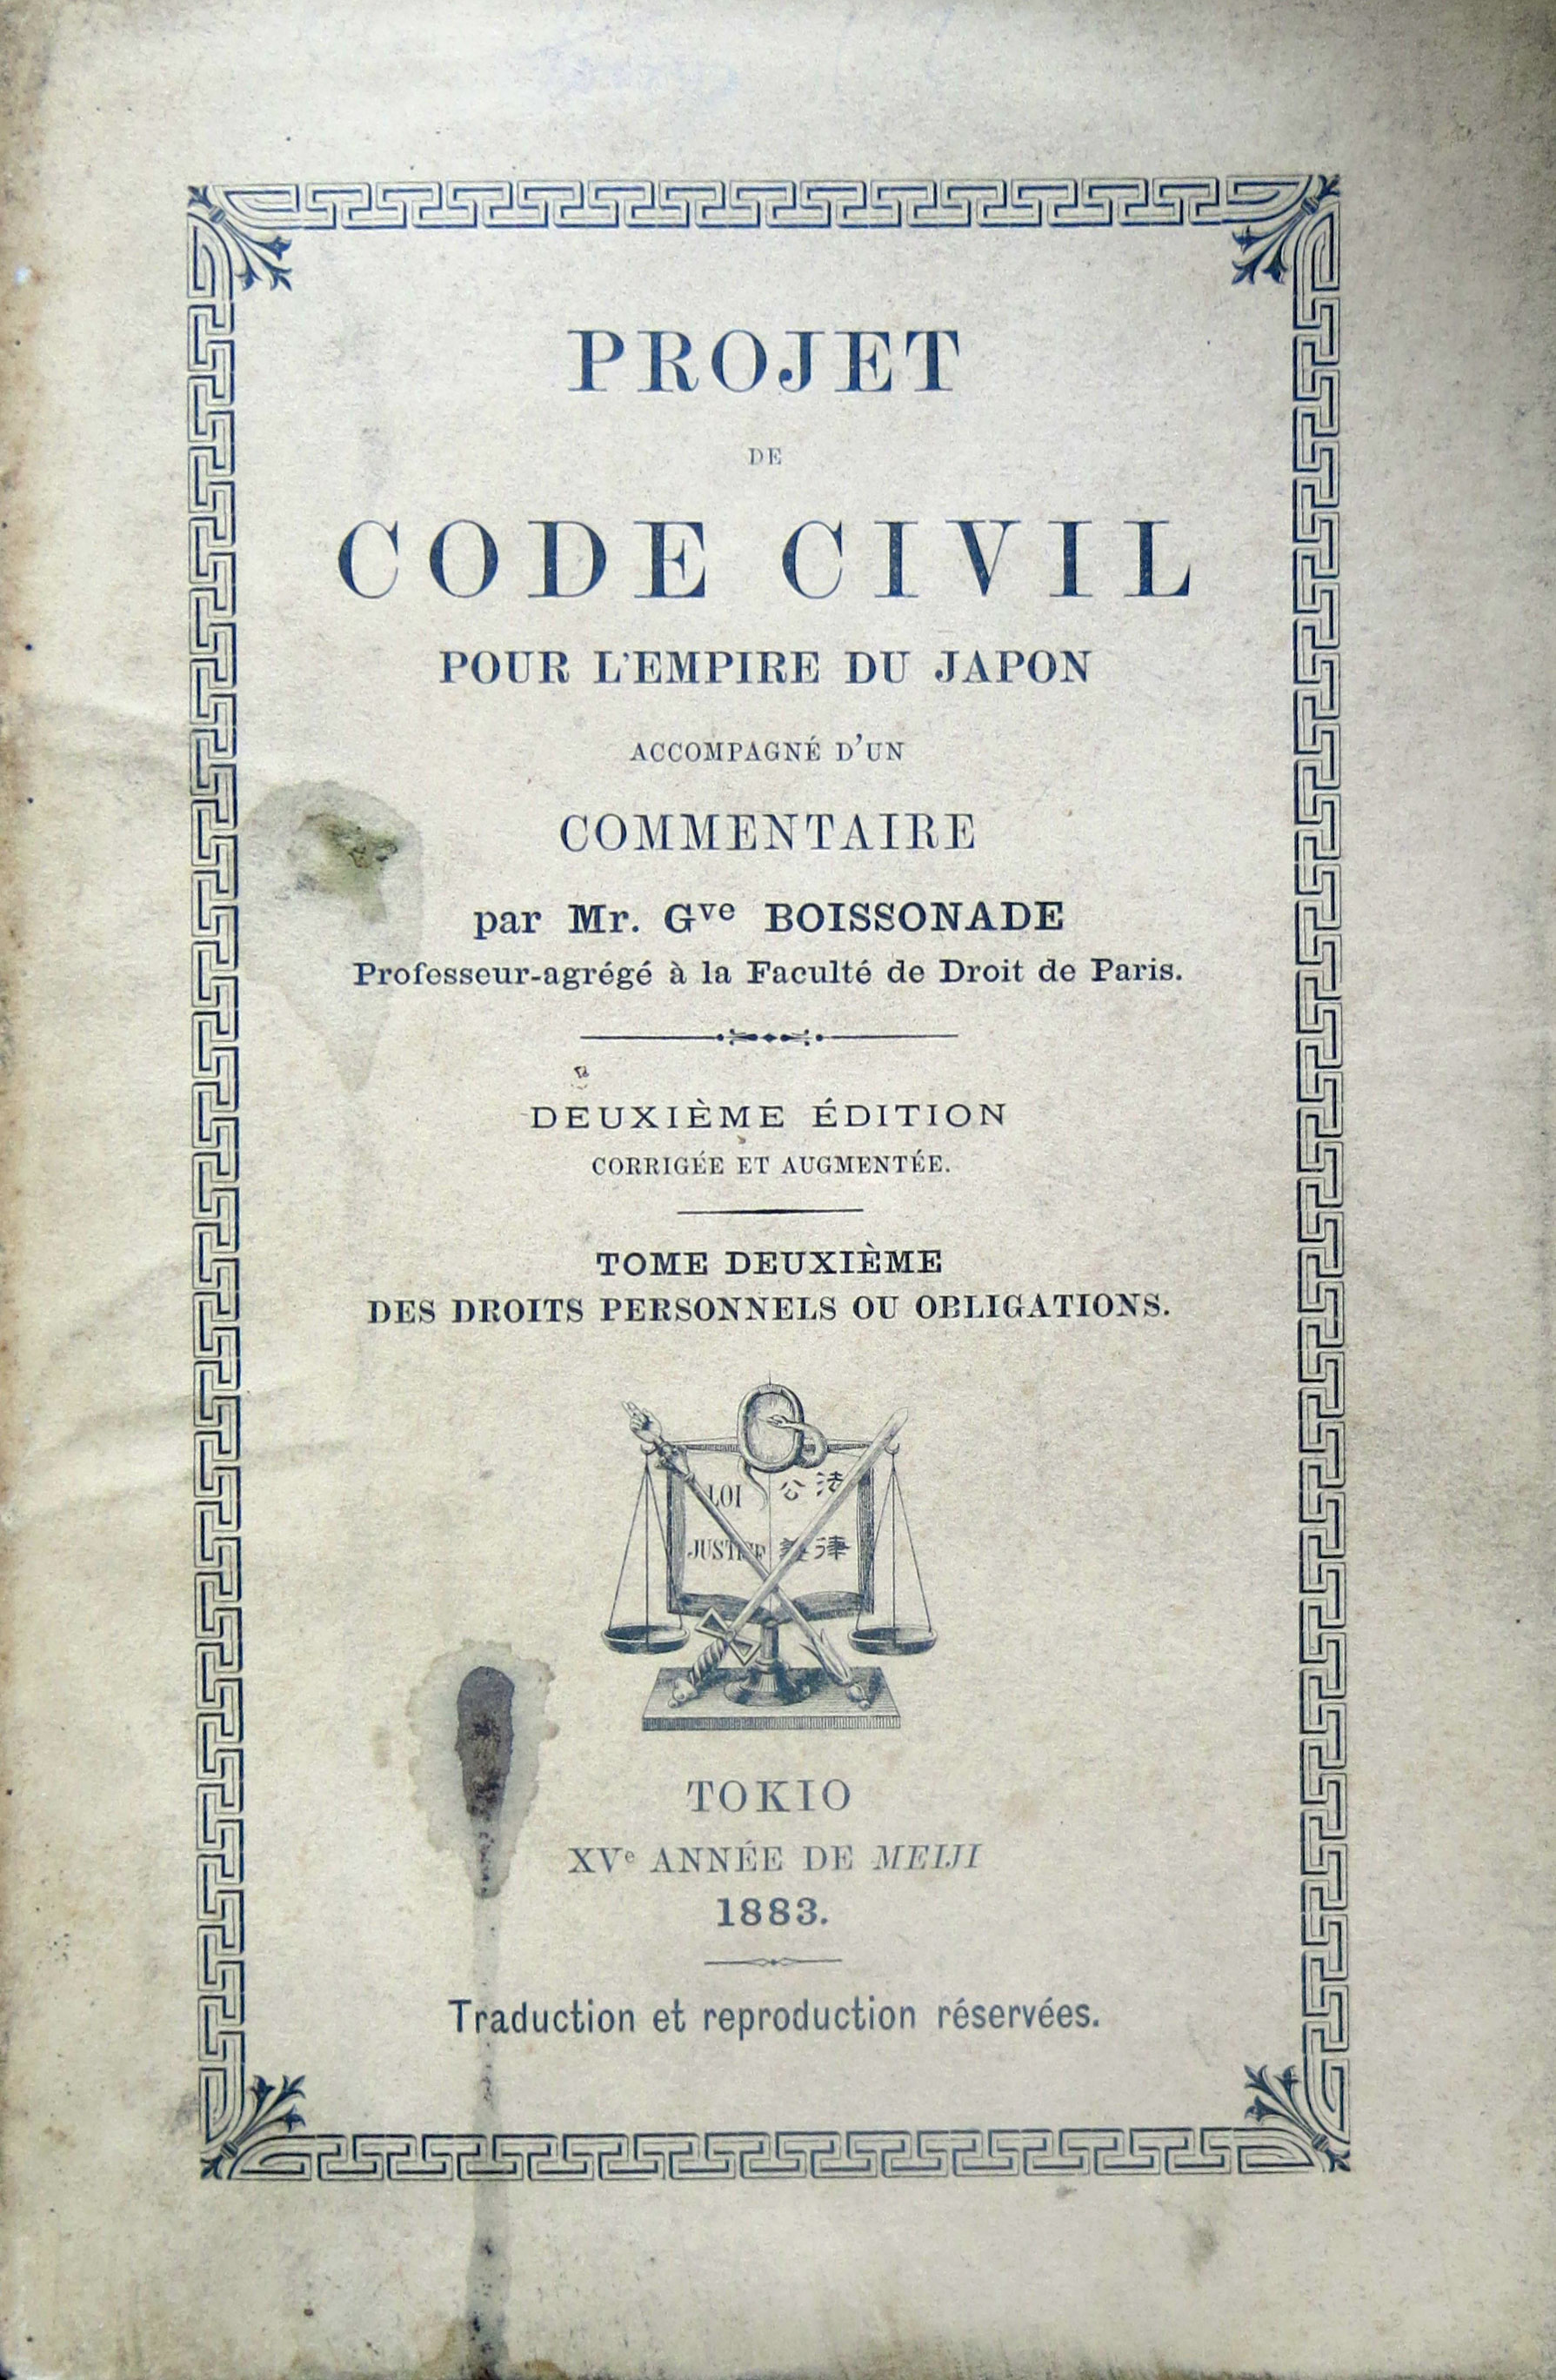 PROJET
DE
CODE CIVIL
POUR L'EMPIRE DU JAPON
ACCOMPAGNÉ D'UN
COMMENTAIRE
par Mr. Gve BOISSONADE
Professeur-agrégé à la Faculté de Droit de Paris.
DEUXIÈME ÉDITION
CORRIGÉE ET AUGMENTÉE.
TOME DEUXIÈME
DES DROITS PERSONNELS OU OBLIGATIONS.
LOI 公法
JUSTICE 義律
TOKIO
XVe ANNÉE DE MEIJI
1883.
Traduction et reproduction réservées.